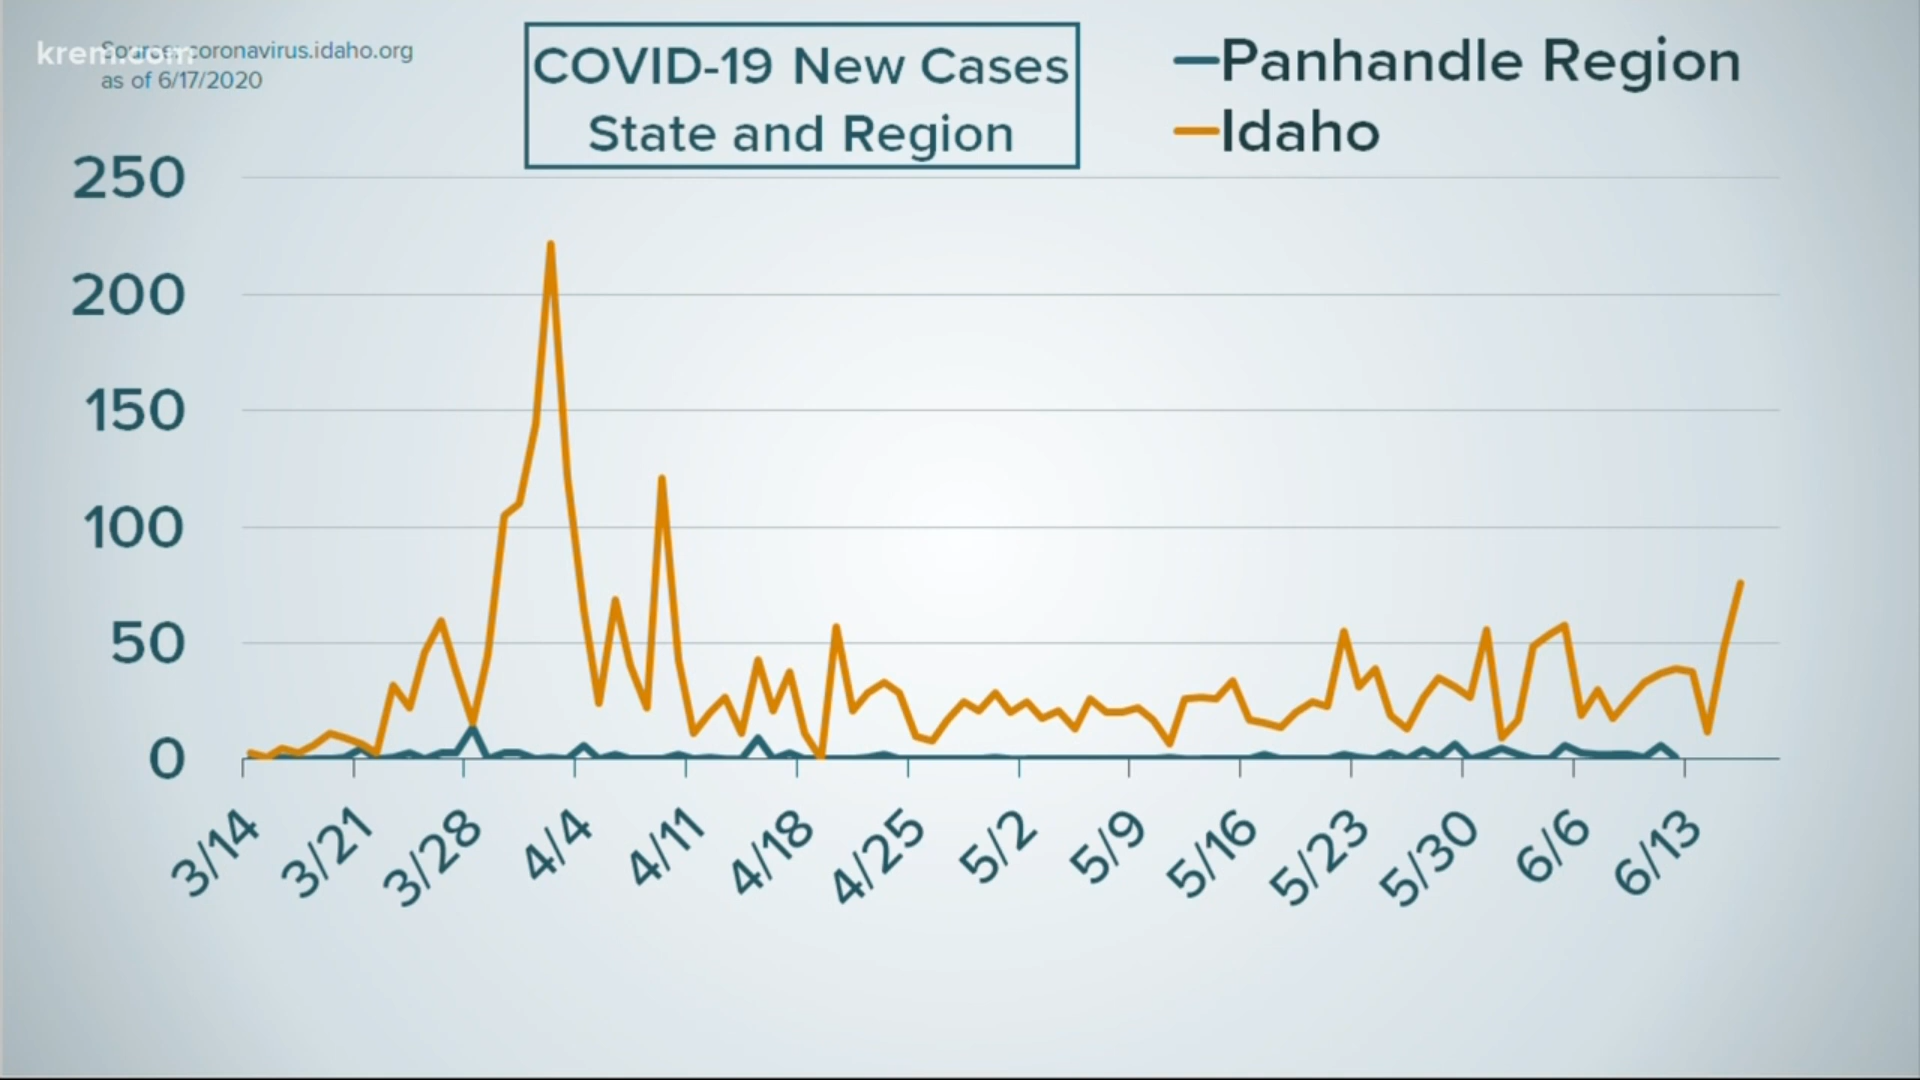 krem.com
Source: coronavirus.idaho.org
as of 6/17/2020
COVID-19 New Cases
State and Region
Panhandle Region
Idaho
250
200
150
100
50
0
3/14
3/21
3/28
4/4
4/11
4/18
4/25
5/2
5/9
5/16
5/23
5/30
6/6
6/13